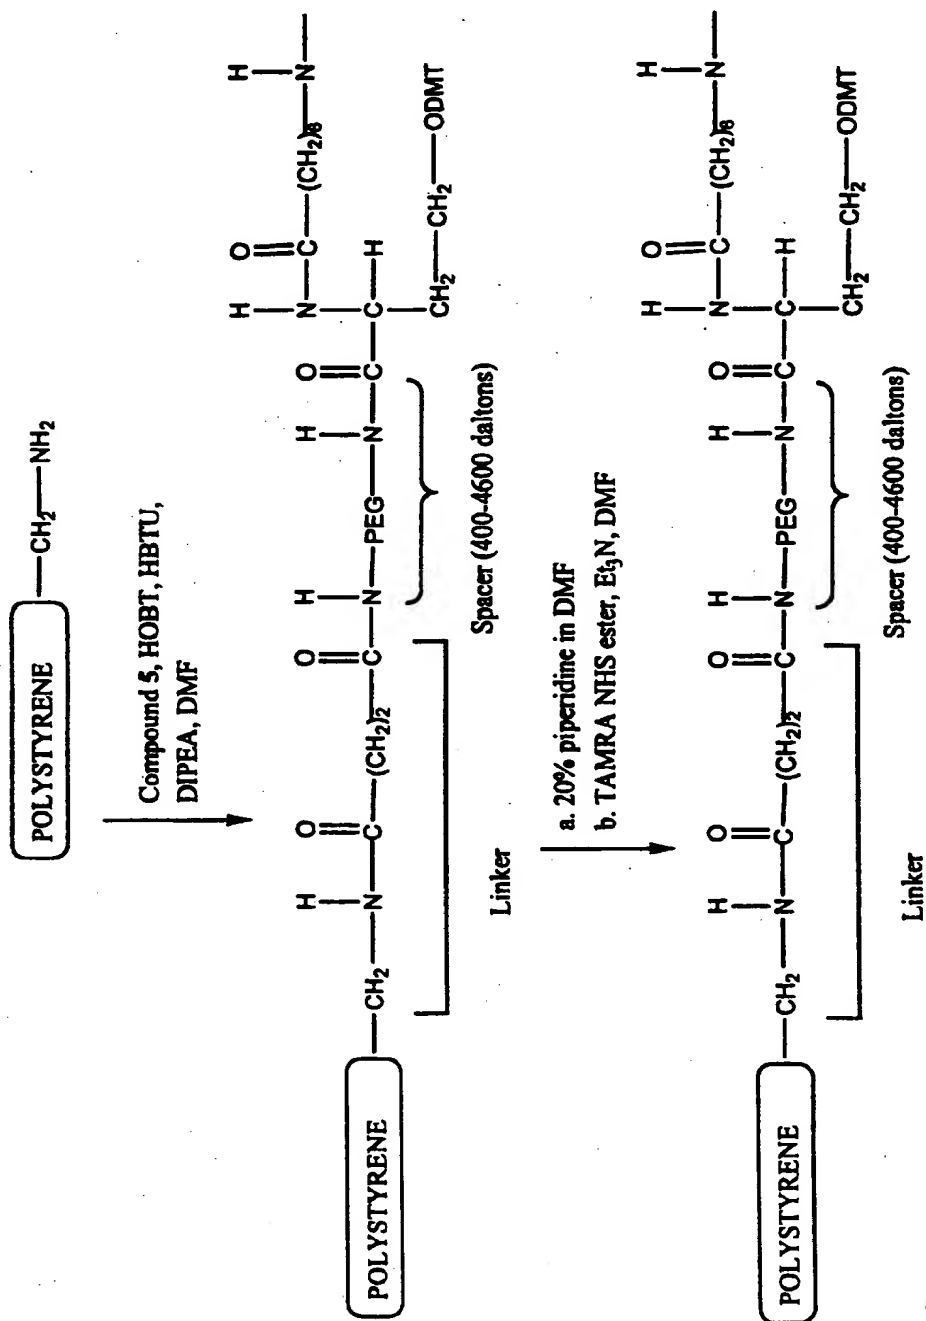 POLYSTYRENE CH2 NH2
Compound 5, HOBT, HBTU,
DIPEA, DMF
H O H
H O H O H O N C (CH2)6 N
POLYSTYRENE CH2 N C (CH2)2 C N PEG N C C H
CH2 CH2 ODMT
Linker
Spacer (400-4600 daltons)
a. 20% piperidine in DMF
b. TAMRA NHS ester, Et3N, DMF
H O H
H O H O H O N C (CH2)6 N
POLYSTYRENE CH2 N C (CH2)2 C N PEG N C C H
CH2 CH2 ODMT
Linker
Spacer (400-4600 daltons)